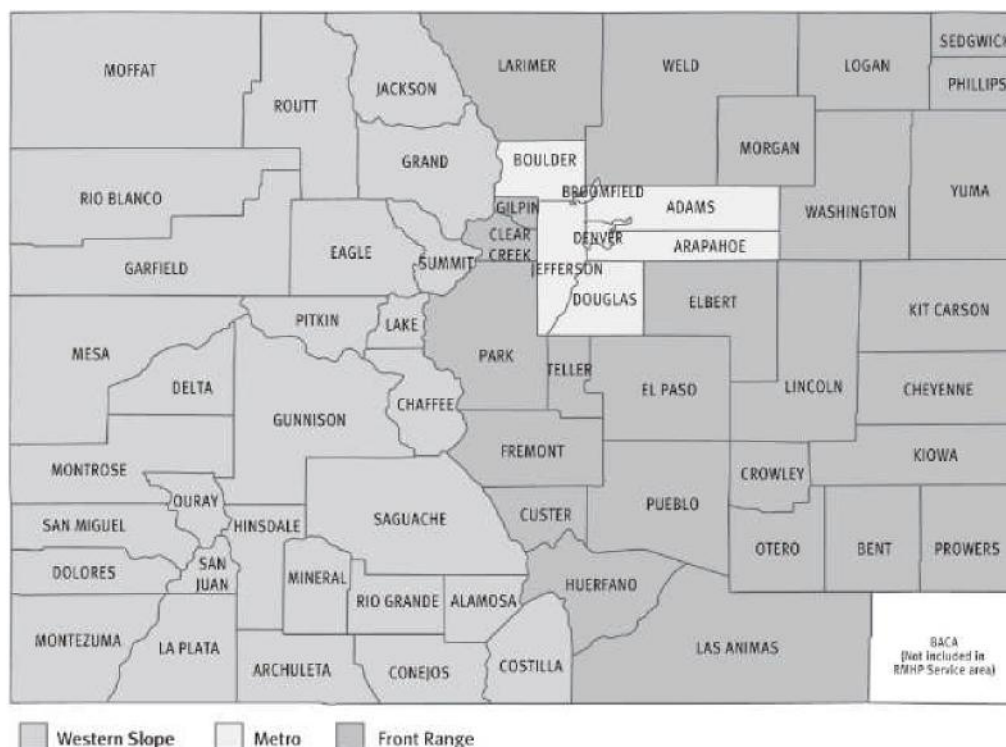 SEDGWICK
MOFFAT
LARIMER
WELD
LOGAN
ROUTT
JACKSON
PHILLIPS
MORGAN
GRAND
BOULDER
RIO BLANCO
BROOMFIELD
YUMA
GILPIN
ADAMS
WASHINGTON
CLEAR
CREEK
DENVER
ARAPAHOE
EAGLE
SUMMIT
GARFIELD
JEFFERSON
DOUGLAS
ELBERT
KIT CARSON
PITKIN
LAKE
MESA
PARK
TELLER
DELTA
EL PASO
LINCOLN
CHEYENNE
CHAFFEE
GUNNISON
FREMONT
KIOWA
MONTROSE
CROWLEY
OURAY
PUEBLO
SAN MIGUEL
HINSDALE
SAGUACHE
CUSTER
OTERO
BENT
PROWERS
DOLORES
SAN
JUAN
MINERAL
HUERFANO
RIO GRANDE
ALAMOSA
MONTEZUMA
LA PLATA
BACA
(Not included in
RMHP Service area)
LAS ANIMAS
ARCHULETA
CONEJOS
COSTILLA
Western Slope
Metro
Front Range